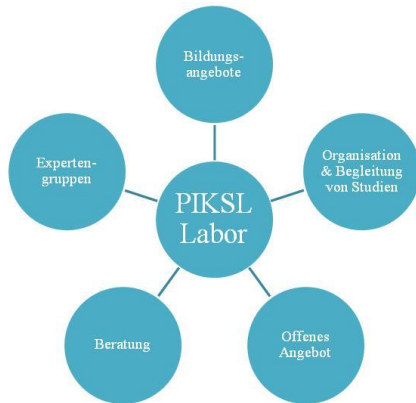 Bildungs-
angebote
Experten-
gruppen
Organisation
& Begleitung
von Studien
PIKSL
Labor
Beratung
Offenes
Angebot